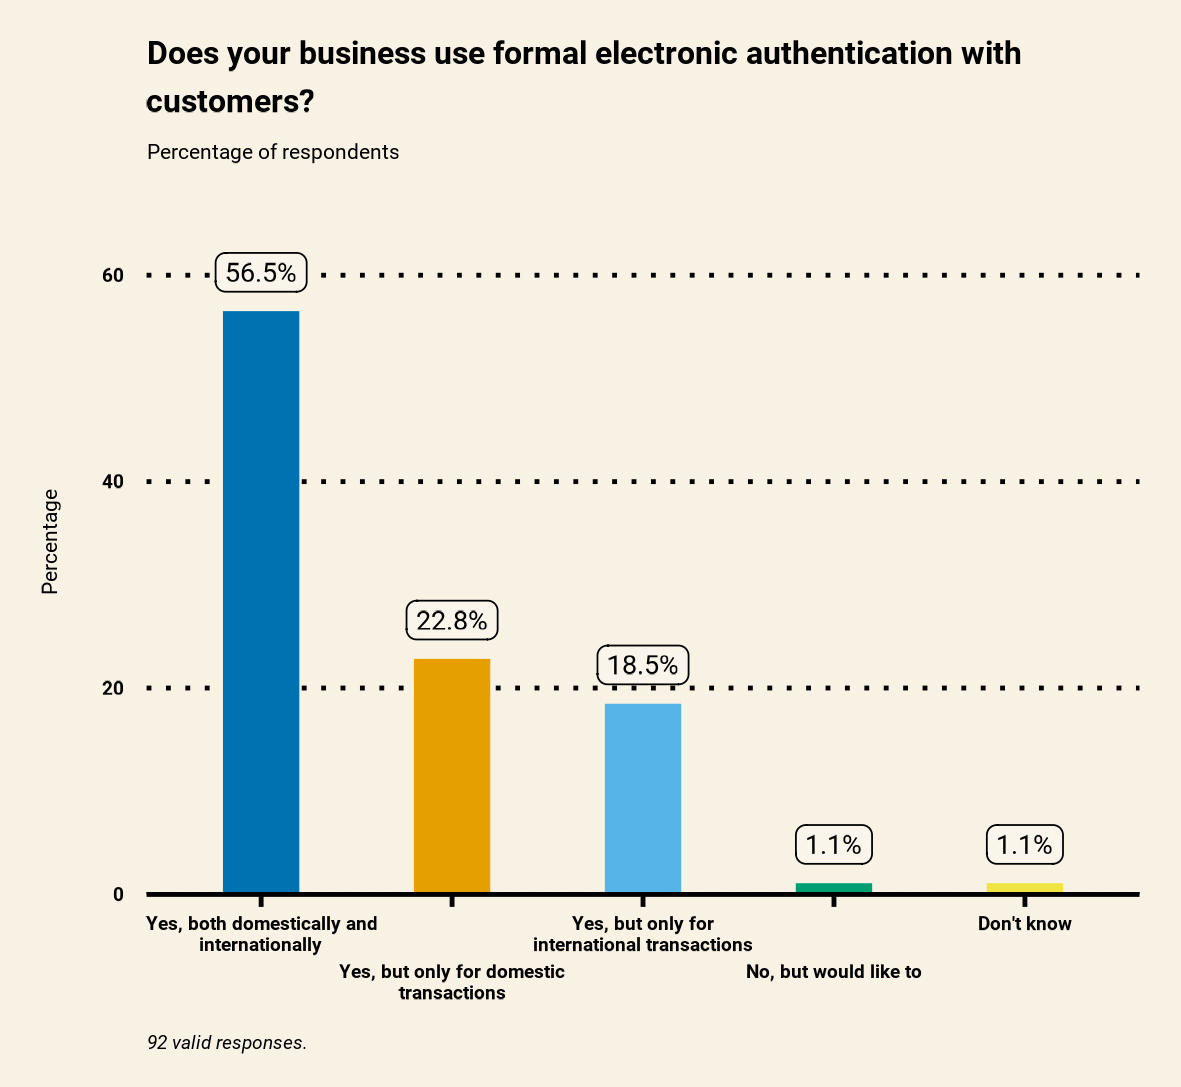 Does your business use formal electronic authentication with
customers?
Percentage of respondents
60
56.5%
40
Percentage
22.8%
18.5%
20
1.1%
1.1%
0
Yes, both domestically and
internationally
Yes, but only for domestic
transactions
Yes, but only for
international transactions
No, but would like to
Don't know
92 valid responses.